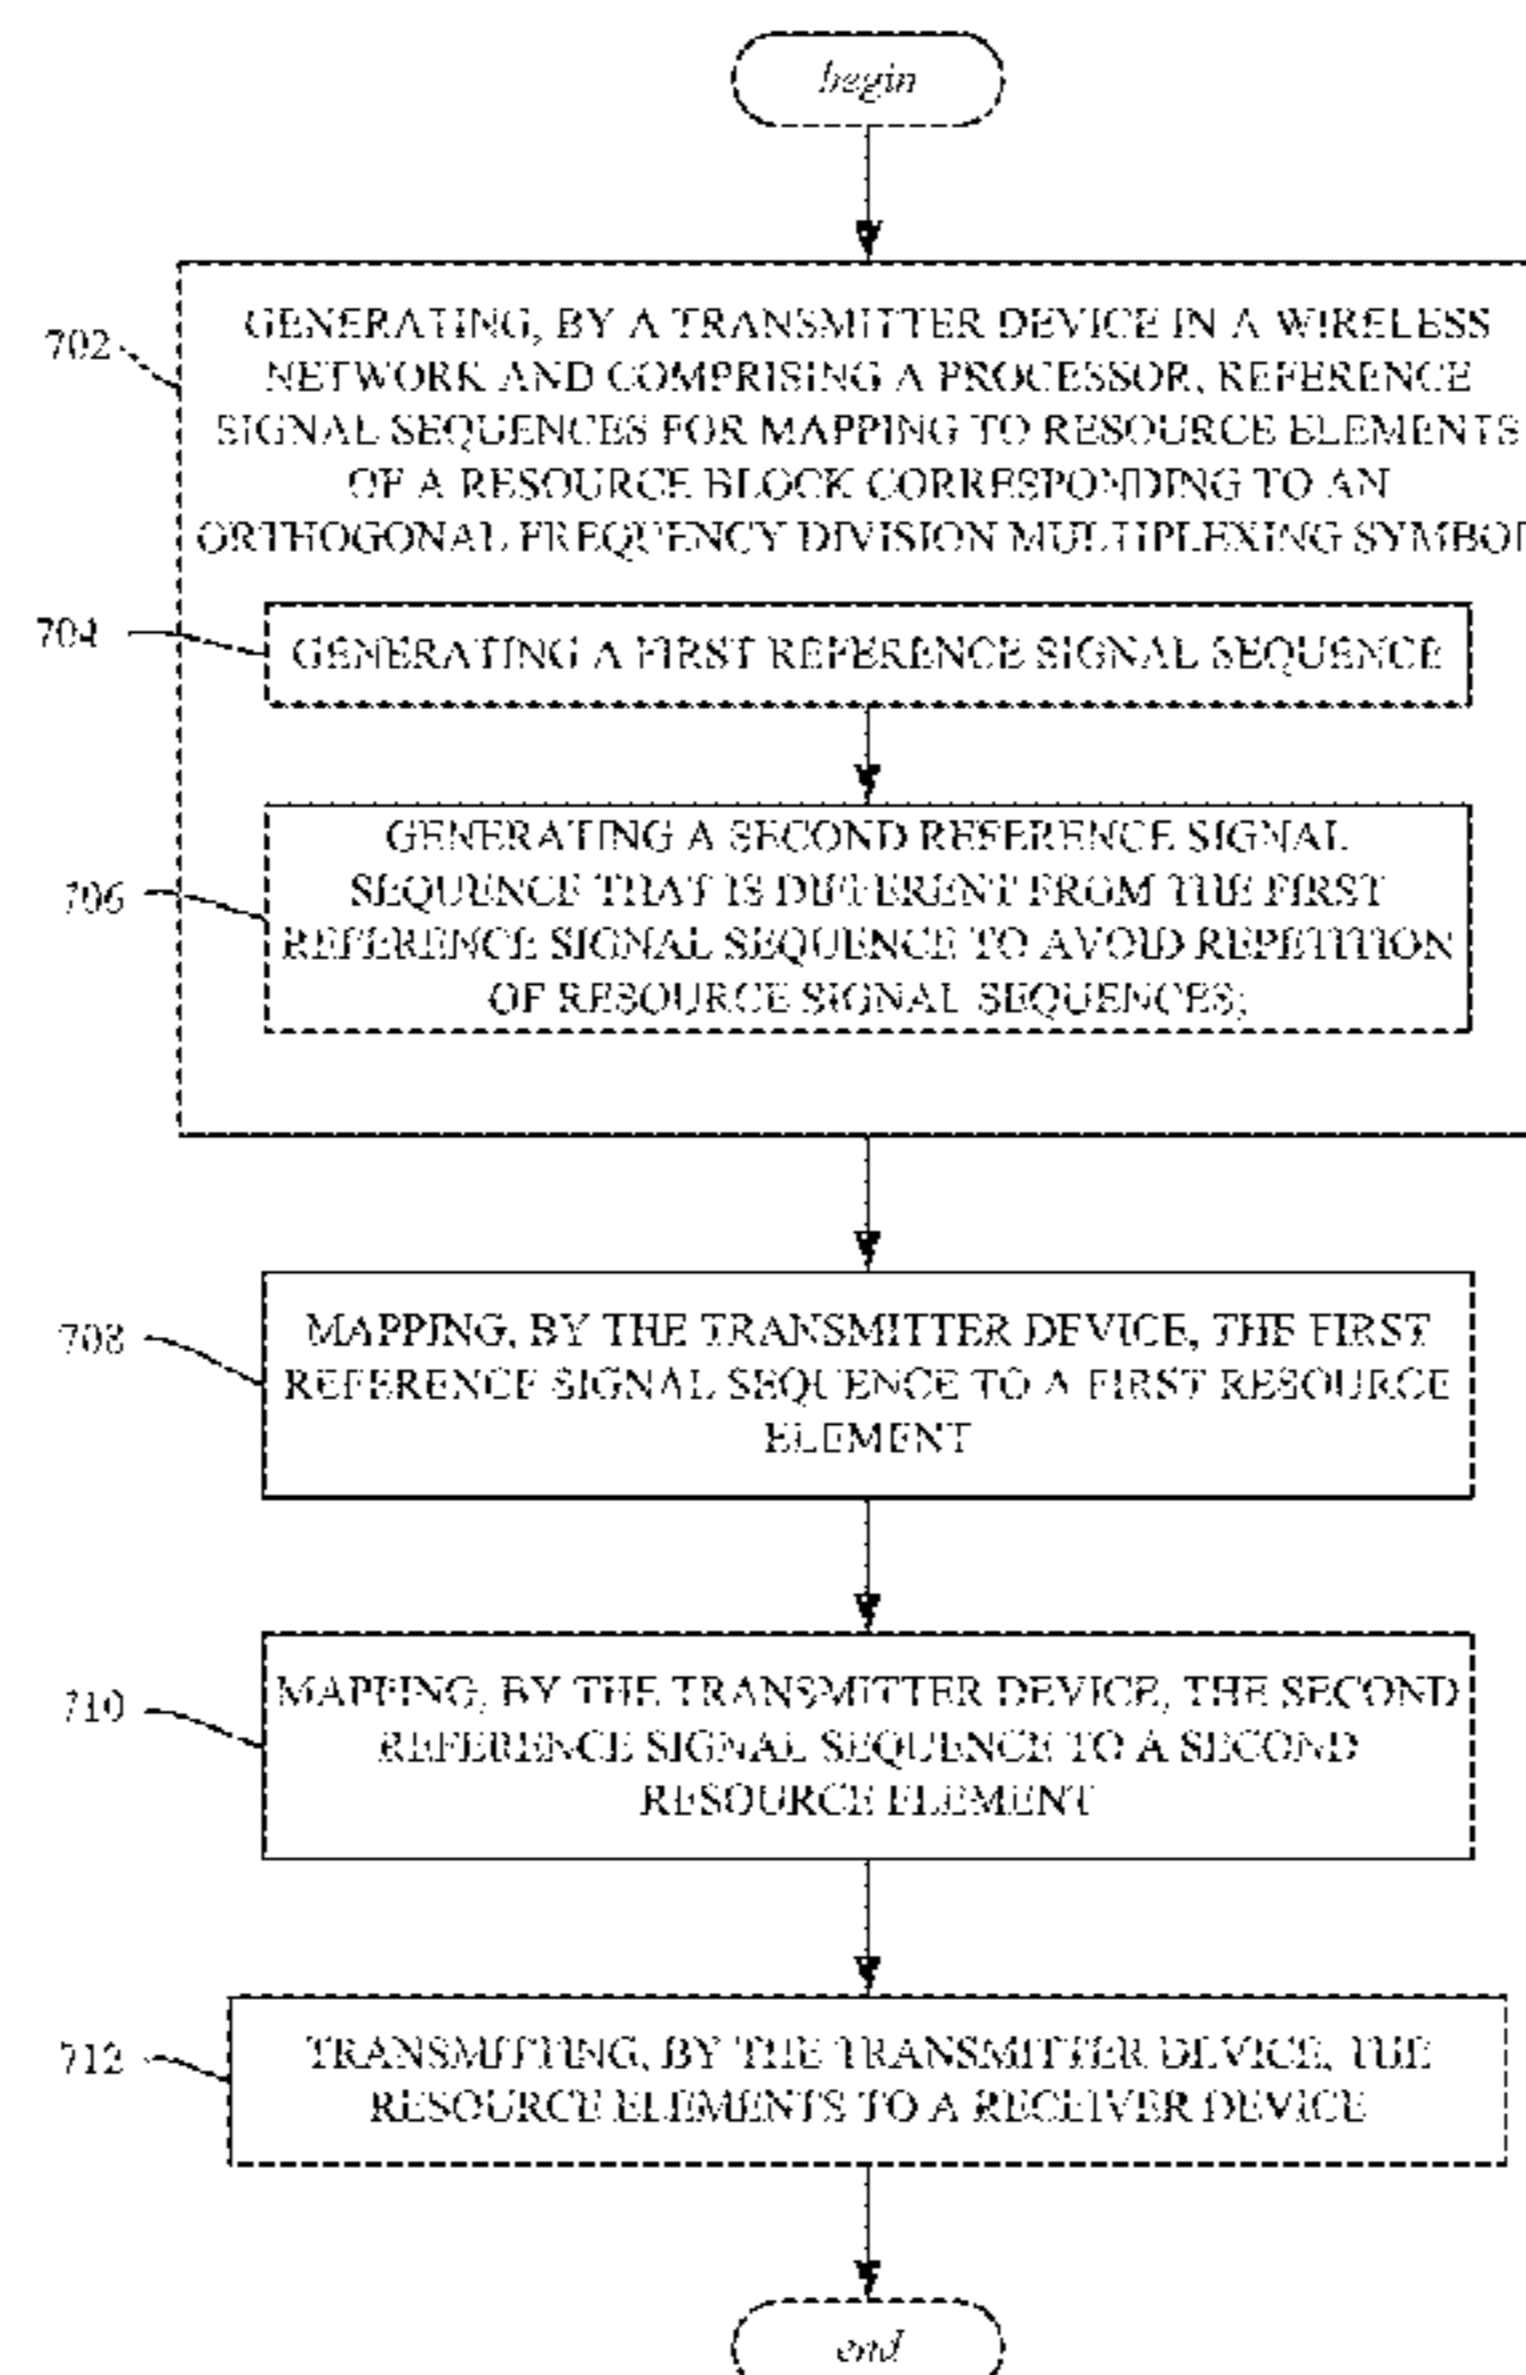 begin
702
GENERATING, BY A TRANSMITTER DEVICE IN A WIRELESS
NETWORK AND COMPRISING A PROCESSOR, REFERENCE
SIGNAL SEQUENCES FOR MAPPING TO RESOURCE ELEMENTS
OF A RESOURCE BLOCK CORRESPONDING TO AN
ORTHOGONAL FREQUENCY DIVISION MULTIPLEXING SYMBOL
704
GENERATING A FIRST REFERENCE SIGNAL SEQUENCE
706
GENERATING A SECOND REFERENCE SIGNAL
SEQUENCE THAT IS DIFFERENT FROM THE FIRST
REFERENCE SIGNAL SEQUENCE TO AVOID REPETITION
OF RESOURCE SIGNAL SEQUENCES;
708
MAPPING, BY THE TRANSMITTER DEVICE, THE FIRST
REFERENCE SIGNAL SEQUENCE TO A FIRST RESOURCE
ELEMENT
710
MAPPING, BY THE TRANSMITTER DEVICE, THE SECOND
REFERENCE SIGNAL SEQUENCE TO A SECOND
RESOURCE ELEMENT
712
TRANSMITTING, BY THE TRANSMITTER DEVICE, THE
RESOURCE ELEMENTS TO A RECEIVER DEVICE
end